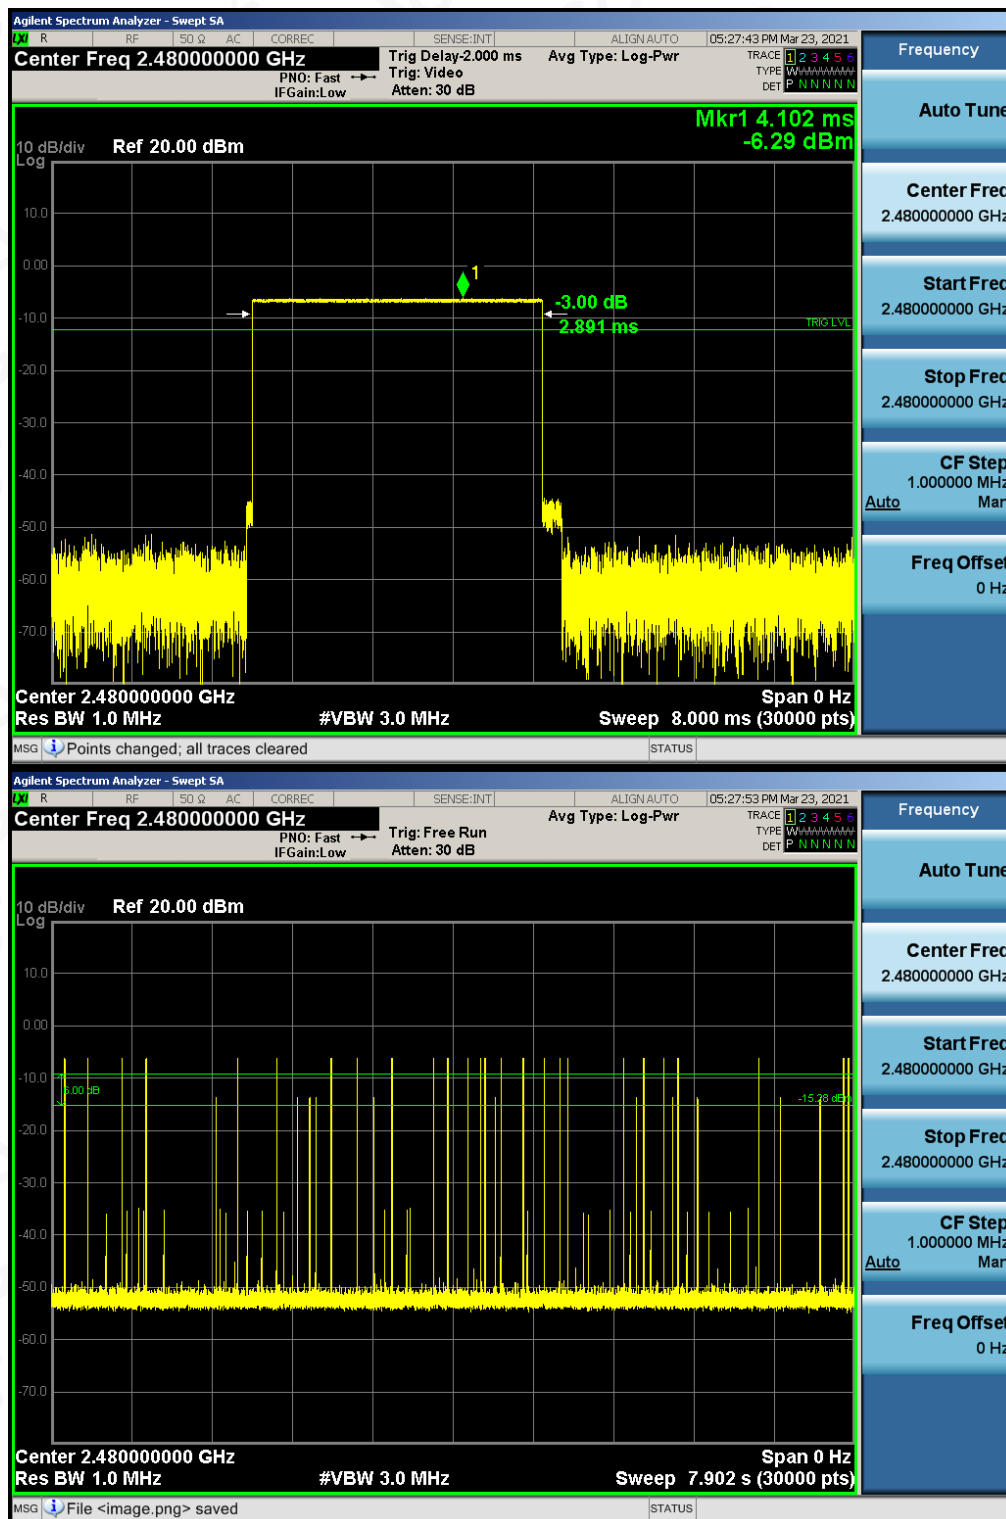 Agilent Spectrum Analyzer - Swept SA
LXI R RF 50 Ω AC CORREC SENSE:INT ALIGN AUTO 05:27:43 PM Mar 23, 2021
Center Freq 2.480000000 GHz
PNO: Fast
IFGain:Low
Trig Delay-2.000 ms
Trig: Video
Atten: 30 dB
Avg Type: Log-Pwr
TRACE 1 2 3 4 5 6
TYPE W
DET P N N N N N
Mkr1 4.102 ms
-6.29 dBm
10 dB/div Ref 20.00 dBm
Log
10.0
0.00
1
-3.00 dB
-10.0
2.891 ms
TRIG LVL
-20.0
-30.0
-40.0
-50.0
-60.0
-70.0
Center 2.480000000 GHz Span 0 Hz
Res BW 1.0 MHz #VBW 3.0 MHz Sweep 8.000 ms (30000 pts)
MSG Points changed; all traces cleared STATUS
Frequency
Auto Tune
Center Freq
2.480000000 GHz
Start Freq
2.480000000 GHz
Stop Freq
2.480000000 GHz
CF Step
1.000000 MHz
Auto Man
Freq Offset
0 Hz
Agilent Spectrum Analyzer - Swept SA
LXI R RF 50 Ω AC CORREC SENSE:INT ALIGN AUTO 05:27:53 PM Mar 23, 2021
Center Freq 2.480000000 GHz
PNO: Fast
IFGain:Low
Trig: Free Run
Atten: 30 dB
Avg Type: Log-Pwr
TRACE 1 2 3 4 5 6
TYPE W
DET P N N N N N
10 dB/div Ref 20.00 dBm
Log
10.0
0.00
-10.0
6.00 dB
-15.28 dBm
-20.0
-30.0
-40.0
-50.0
-60.0
-70.0
Center 2.480000000 GHz Span 0 Hz
Res BW 1.0 MHz #VBW 3.0 MHz Sweep 7.902 s (30000 pts)
MSG File <image.png> saved STATUS
Frequency
Auto Tune
Center Freq
2.480000000 GHz
Start Freq
2.480000000 GHz
Stop Freq
2.480000000 GHz
CF Step
1.000000 MHz
Auto Man
Freq Offset
0 Hz